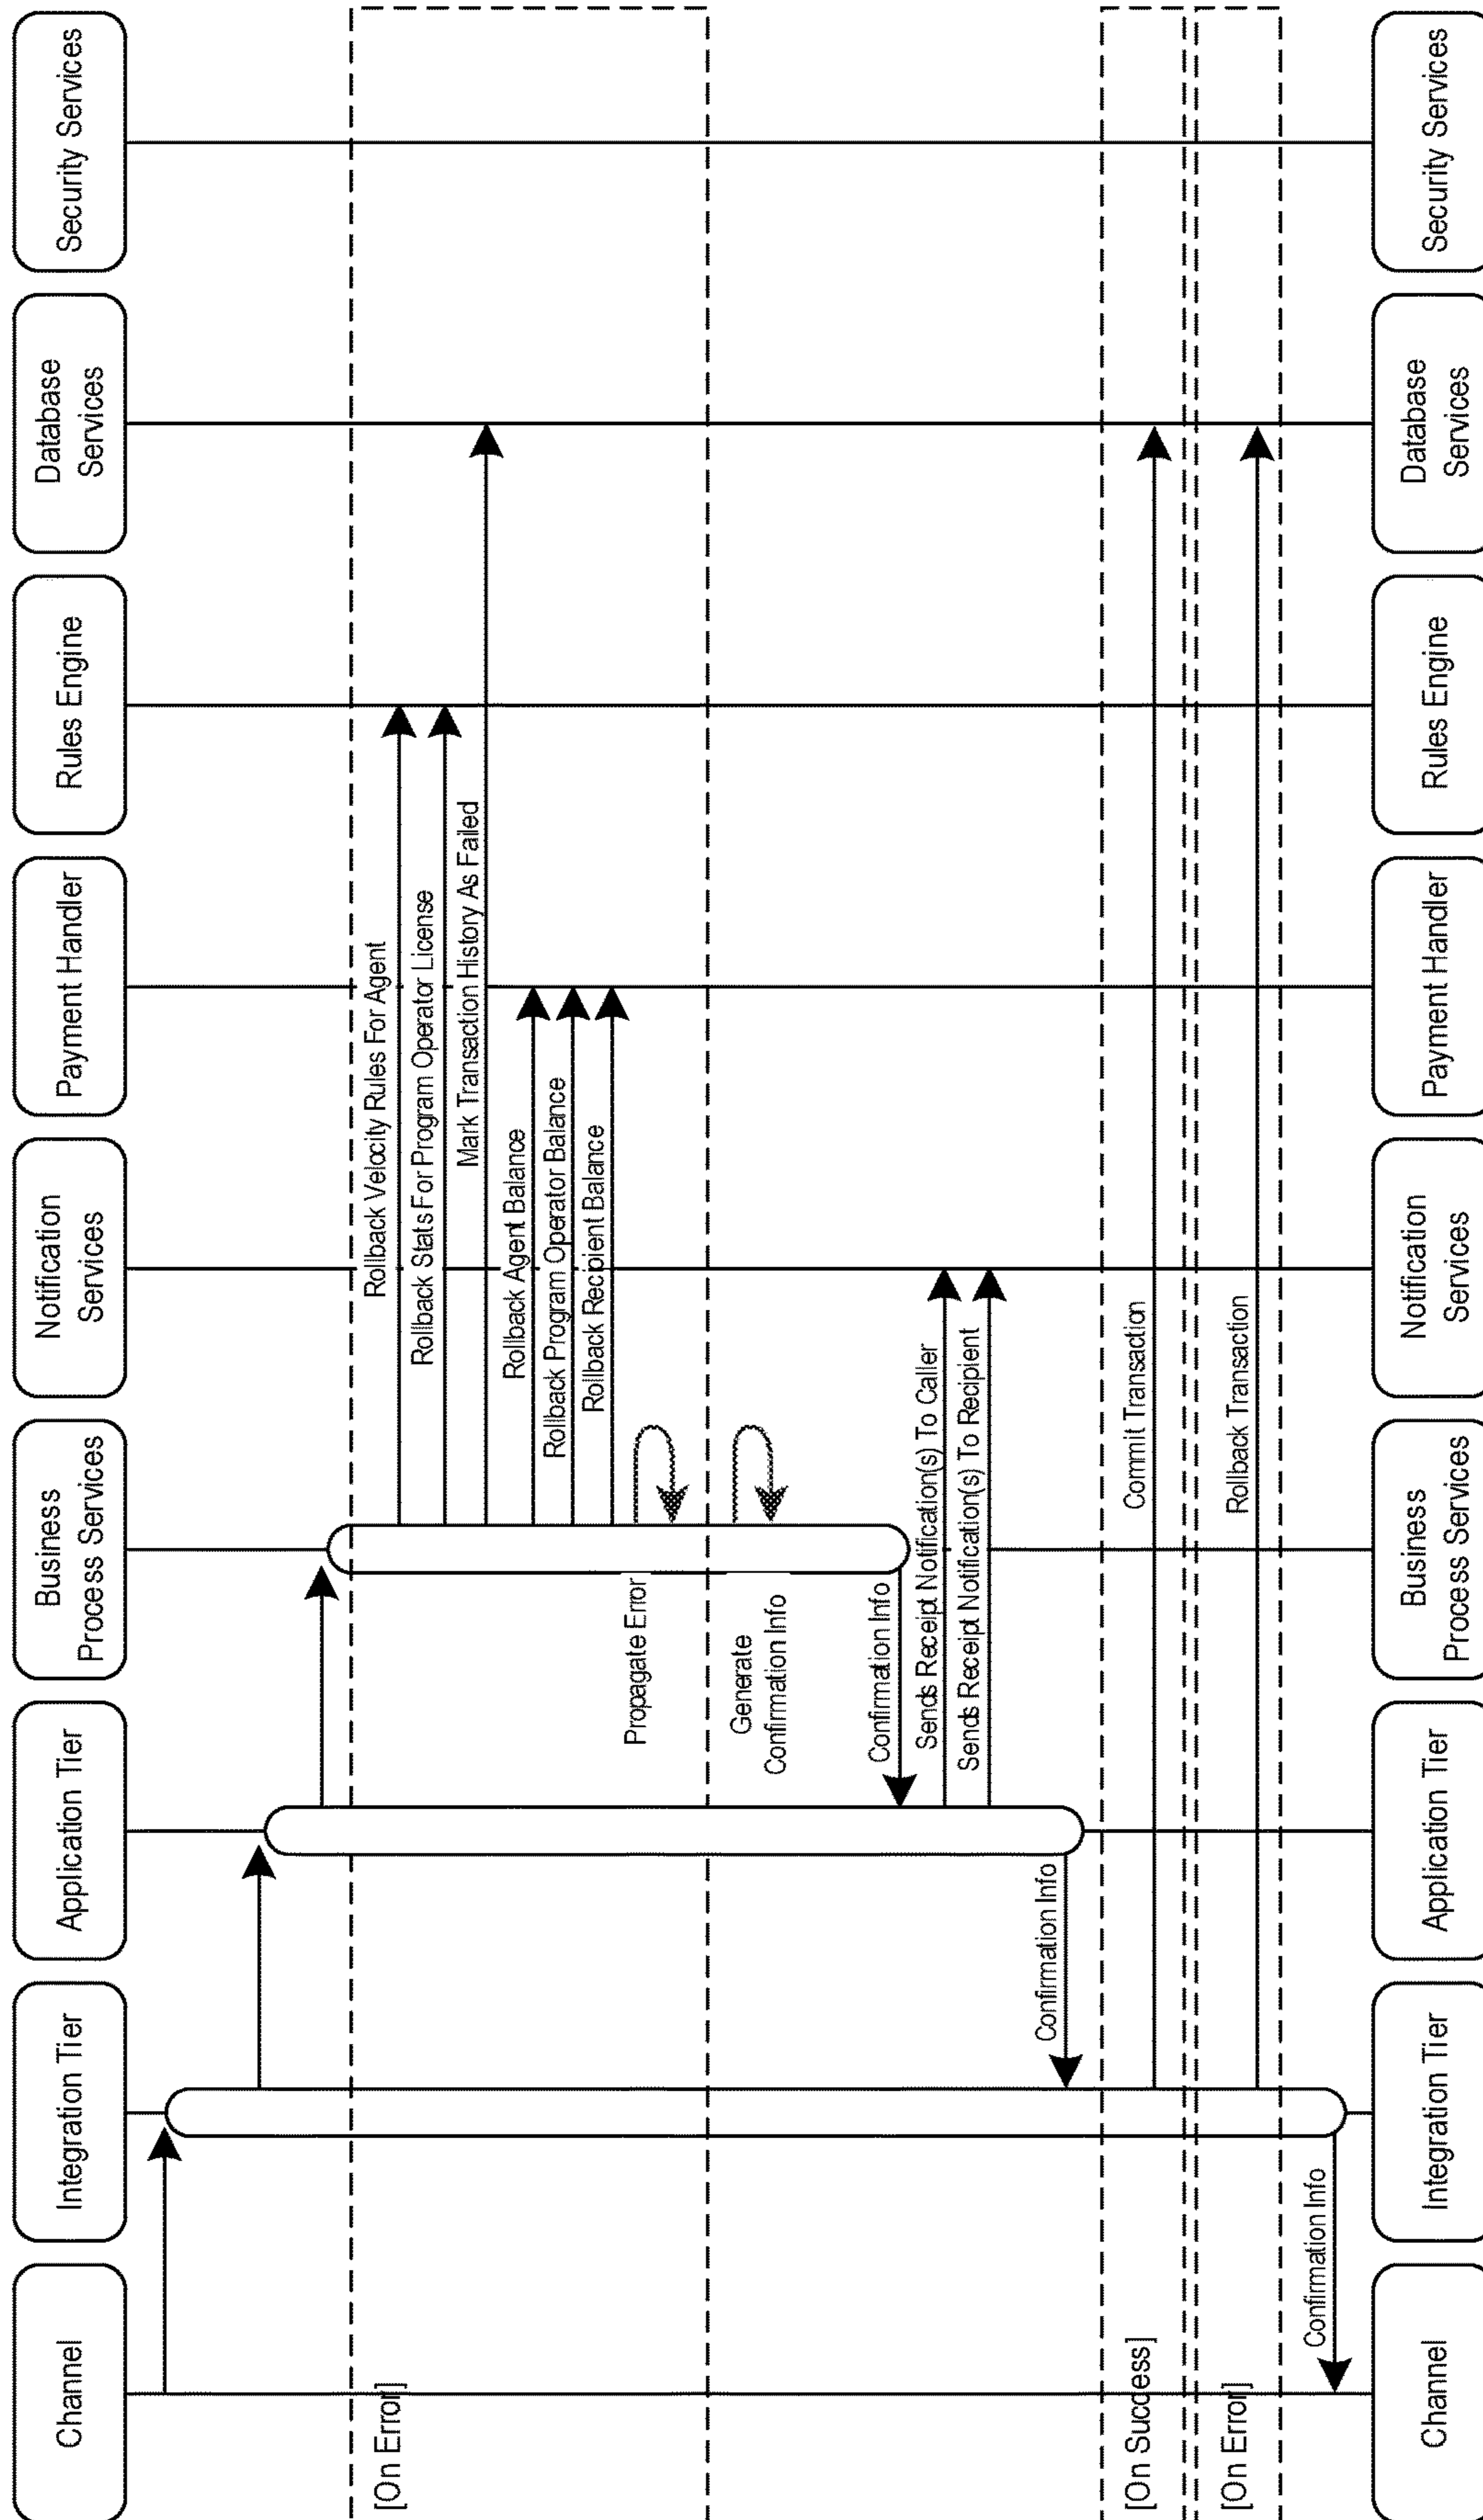 Channel
Integration Tier
Application Tier
Business
Process Services
Notification
Services
Payment Handler
Rules Engine
Database
Services
Security Services
[On Error]
Rollback Velocity Rules For Agent
Rollback Stats For Program Operator License
Mark Transaction History As Failed
Rollback Agent Balance
Rollback Program Operator Balance
Rollback Recipient Balance
Propagate Error
Generate
Confirmation Info
Confirmation Info
Sends Receipt Notification(s) To Caller
Sends Receipt Notification(s) To Recipient
Confirmation Info
[On Success]
Commit Transaction
[On Error]
Rollback Transaction
Confirmation Info
Channel
Integration Tier
Application Tier
Business
Process Services
Notification
Services
Payment Handler
Rules Engine
Database
Services
Security Services